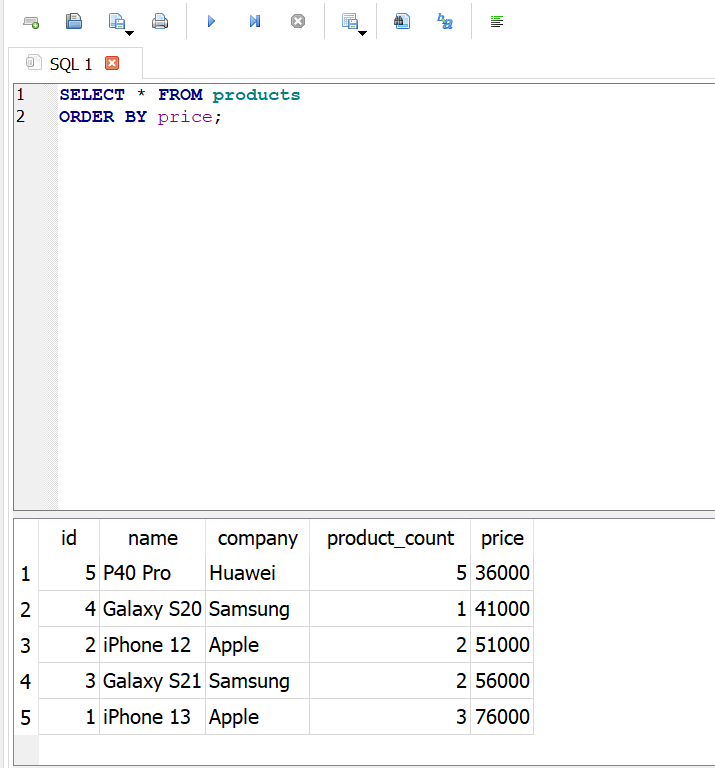 SQL 1
1 SELECT * FROM products
2 ORDER BY price;
id name company product_count price
1 5 P40 Pro Huawei 5 36000
2 4 Galaxy S20 Samsung 1 41000
3 2 iPhone 12 Apple 2 51000
4 3 Galaxy S21 Samsung 2 56000
5 1 iPhone 13 Apple 3 76000